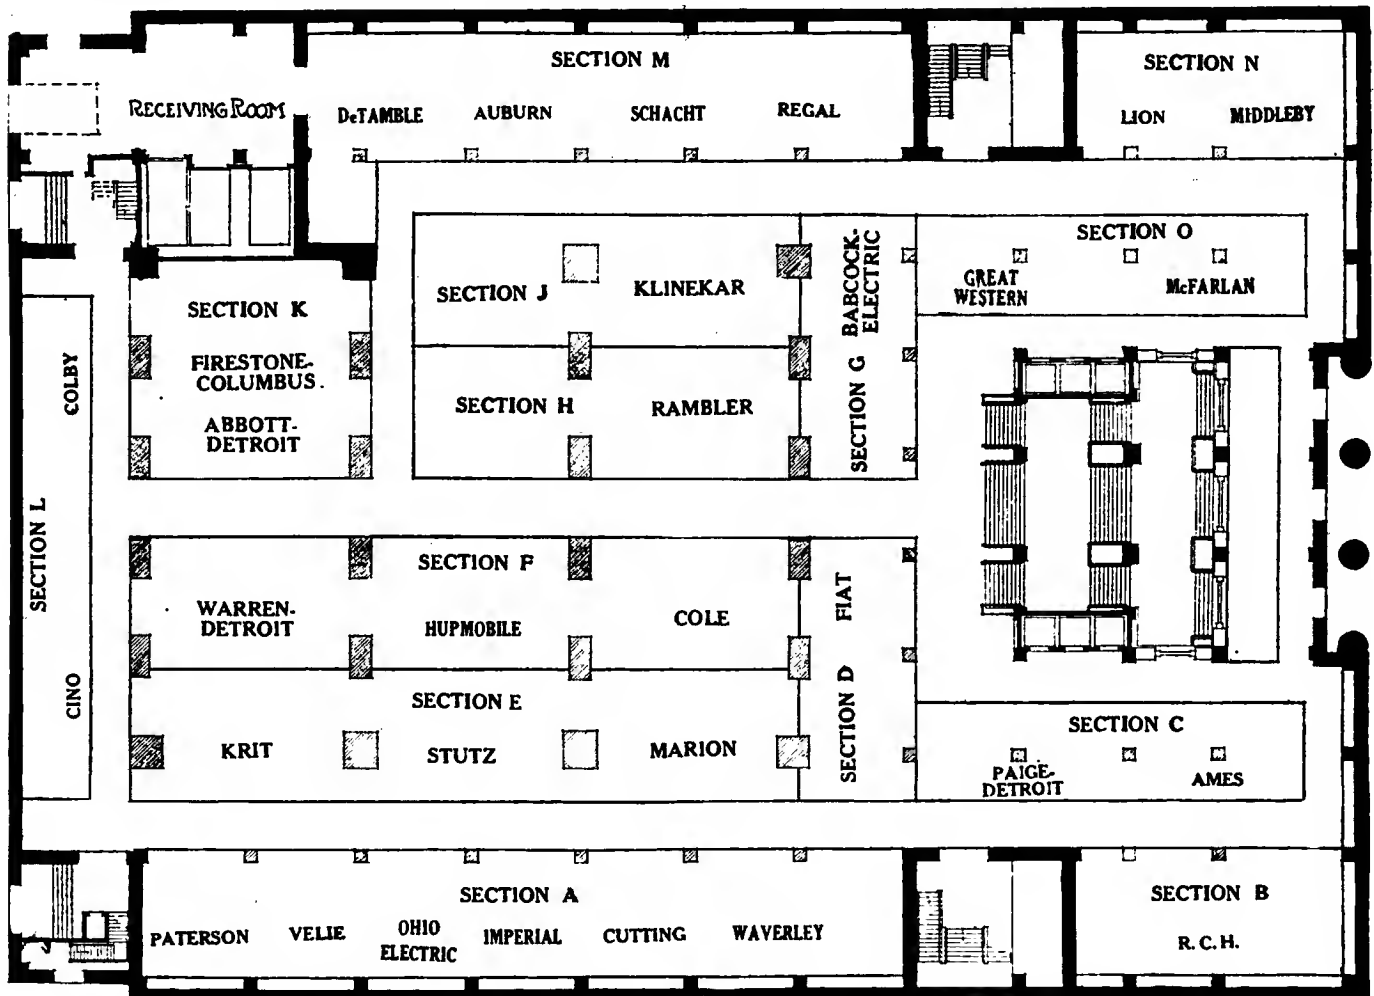 SECTION M
SECTION N
RECEIVING ROOM
DeTAMBLE
AUBURN
SCHACHT
REGAL
LION
MIDDLEBY
SECTION J
KLINEKAR
BABCOCK-
ELECTRIC
SECTION G
SECTION O
GREAT
WESTERN
McFARLAN
SECTION K
FIRESTONE-
COLUMBUS.
ABBOTT-
DETROIT
SECTION H
RAMBLER
COLBY
SECTION L
CINO
SECTION F
WARREN-
DETROIT
HUPMOBILE
COLE
FIAT
SECTION D
SECTION E
KRIT
STUTZ
MARION
SECTION C
PAIGE-
DETROIT
AMES
SECTION A
PATERSON
VELIE
OHIO
ELECTRIC
IMPERIAL
CUTTING
WAVERLEY
SECTION B
R.C.H.